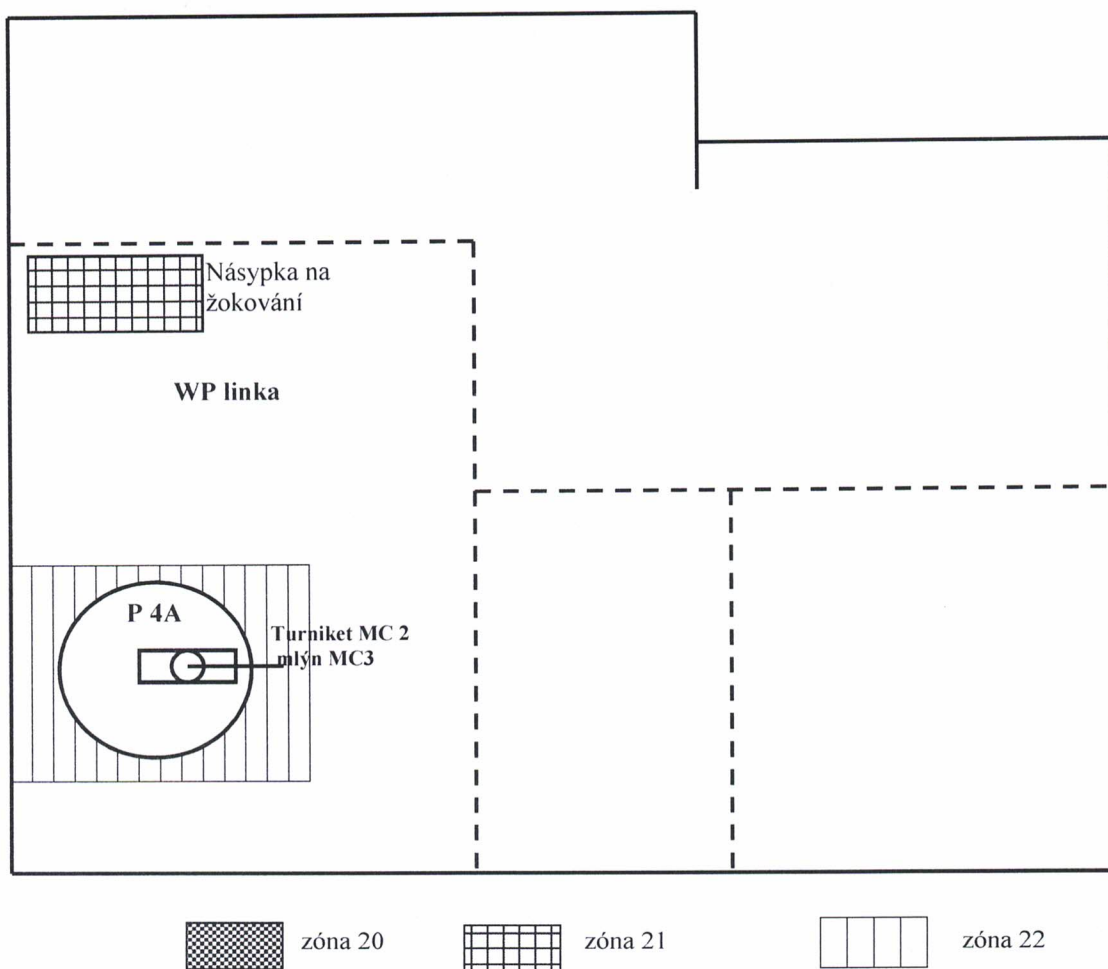 Násypka na
žokování
WP linka
P 4A
Turniket MC 2
mlýn MC3
zóna 20
zóna 21
zóna 22